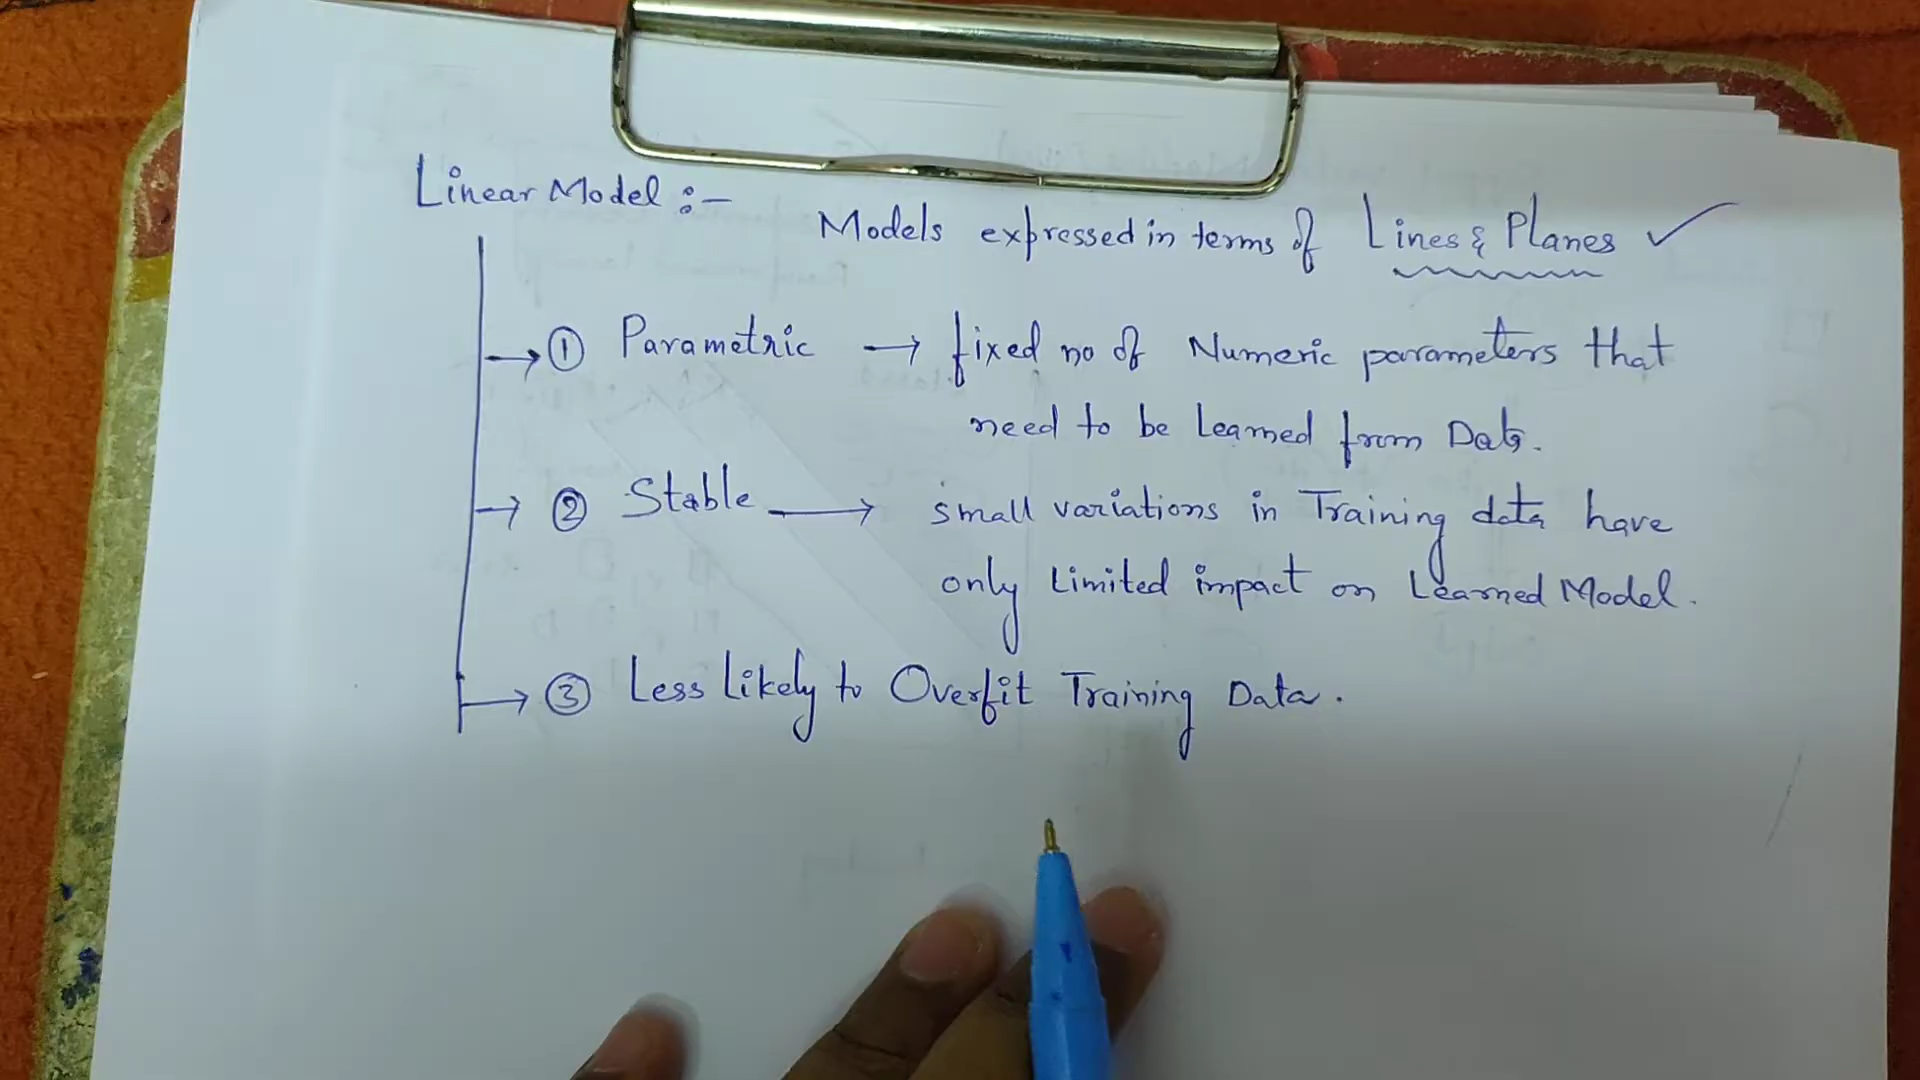 Linear Model :-
Models expressed in terms of Lines & Planes ✓
→ ① Parametric → fixed no of Numeric parameters that
need to be Learned from Data.
→ ② Stable → small variations in Training data have
only Limited impact on Learned Model.
→ ③ Less Likely to Overfit Training Data.